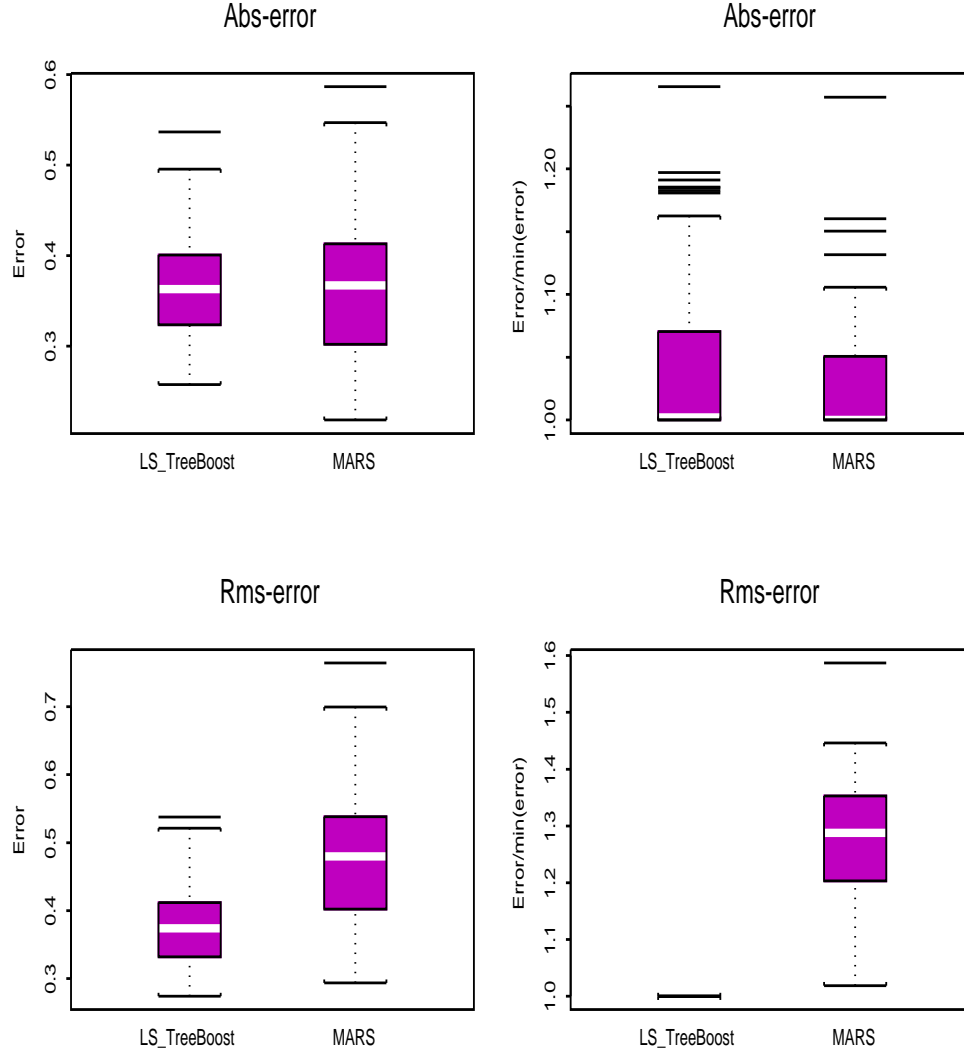 Abs-error
Error
0.3 0.4 0.5 0.6
LS_TreeBoost MARS
Abs-error
Error/min(error)
1.00 1.10 1.20
LS_TreeBoost MARS
Rms-error
Error
0.3 0.4 0.5 0.6 0.7
LS_TreeBoost MARS
Rms-error
Error/min(error)
1.0 1.1 1.2 1.3 1.4 1.5 1.6
LS_TreeBoost MARS